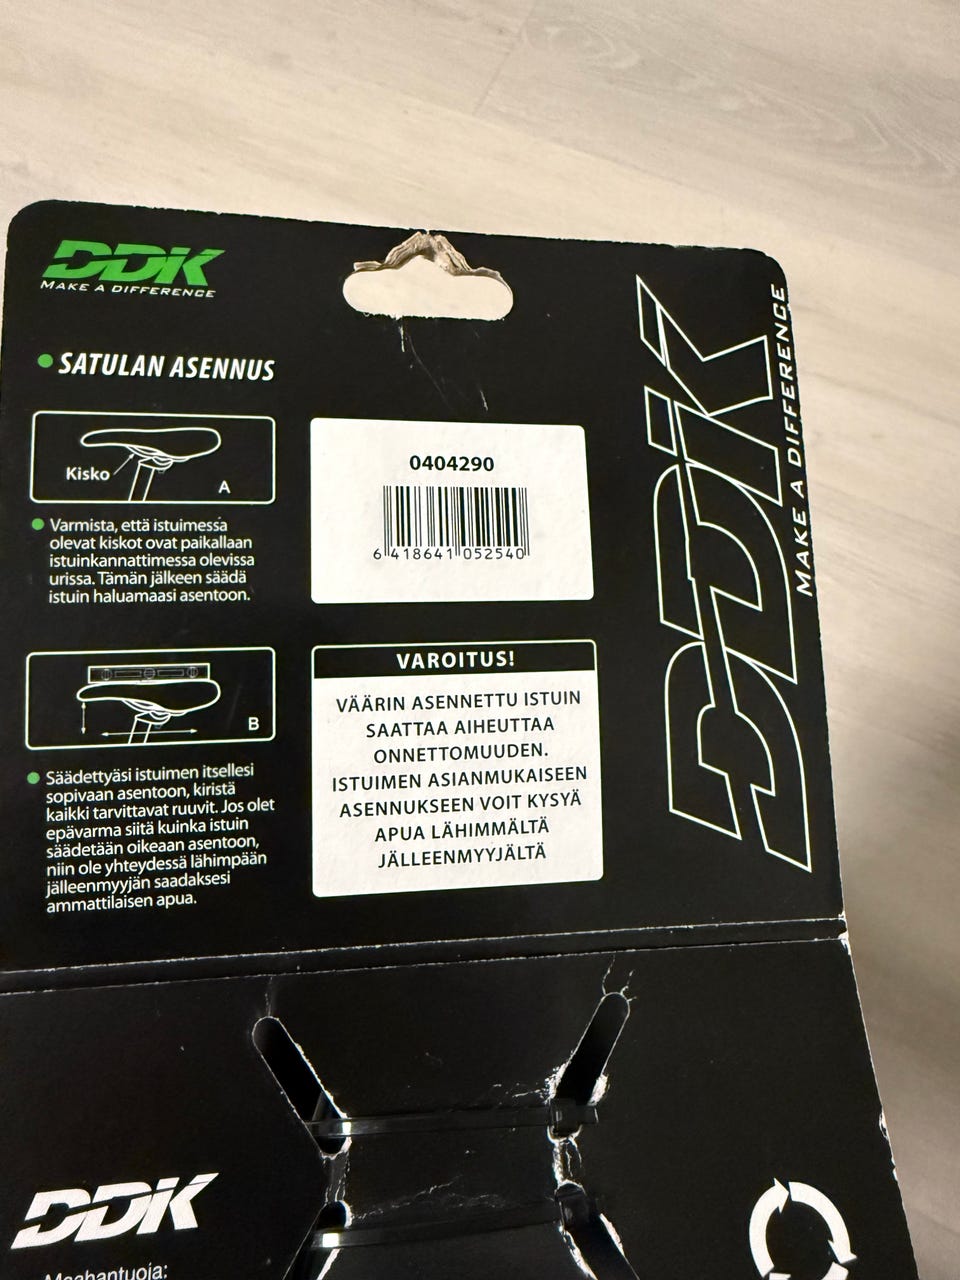 DDK
MAKE A DIFFERENCE
SATULAN ASENNUS
Kisko
A
Varmista, että istuimessa
olevat kiskot ovat paikallaan
istuinkannattimessa olevissa
urissa. Tämän jälkeen säädä
istuin haluamaasi asentoon.
B
Säädettyäsi istuimen itsellesi
sopivaan asentoon, kiristä
kaikki tarvittavat ruuvit. Jos olet
epävarma siitä kuinka istuin
säädetään oikeaan asentoon,
niin ole yhteydessä lähimpään
jälleenmyyjän saadaksesi
ammattilaisen apua.
0404290
6 418641 052540
VAROITUS!
VÄÄRIN ASENNETTU ISTUIN
SAATTAA AIHEUTTAA
ONNETTOMUUDEN.
ISTUIMEN ASIANMUKAISEEN
ASENNUKSEEN VOIT KYSYÄ
APUA LÄHIMMÄLTÄ
JÄLLEENMYYJÄLTÄ
DDK
MAKE A DIFFERENCE
DDK
Maahantuoja: